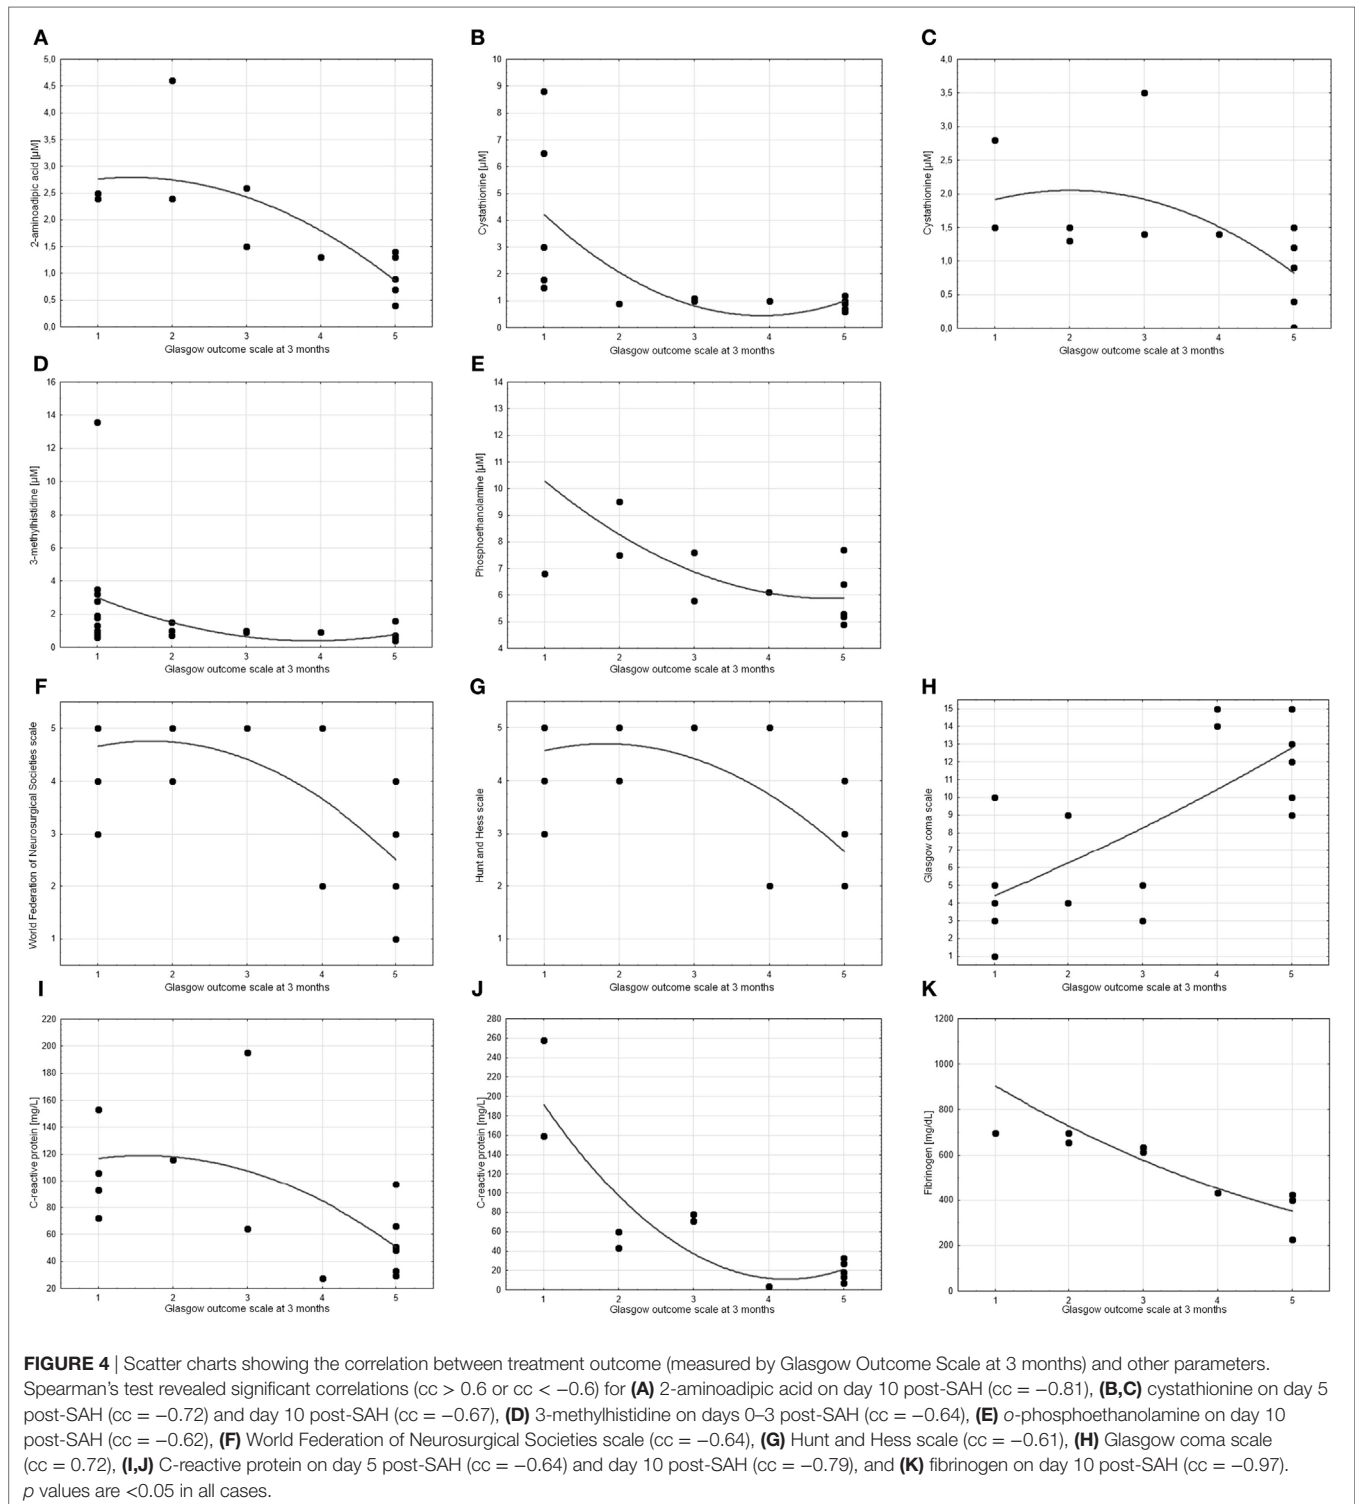 A
2-aminoadipic acid [µM]
5,0
4,5
4,0
3,5
3,0
2,5
2,0
1,5
1,0
0,5
0,0
1 2 3 4 5
Glasgow outcome scale at 3 months
B
Cystathionine [µM]
10
9
8
7
6
5
4
3
2
1
0
1 2 3 4 5
Glasgow outcome scale at 3 months
C
Cystathionine [µM]
4,0
3,5
3,0
2,5
2,0
1,5
1,0
0,5
0,0
1 2 3 4 5
Glasgow outcome scale at 3 months
D
3-methylhistidine [µM]
16
14
12
10
8
6
4
2
0
1 2 3 4 5
Glasgow outcome scale at 3 months
E
Phosphoethanolamine [µM]
14
13
12
11
10
9
8
7
6
5
4
1 2 3 4 5
Glasgow outcome scale at 3 months
F
World Federation of Neurosurgical Societies scale
5
4
3
2
1
1 2 3 4 5
Glasgow outcome scale at 3 months
G
Hunt and Hess scale
5
4
3
2
1
1 2 3 4 5
Glasgow outcome scale at 3 months
H
Glasgow coma scale
15
14
13
12
11
10
9
8
7
6
5
4
3
2
1
1 2 3 4 5
Glasgow outcome scale at 3 months
I
C-reactive protein [mg/L]
220
200
180
160
140
120
100
80
60
40
20
1 2 3 4 5
Glasgow outcome scale at 3 months
J
C-reactive protein [mg/L]
280
260
240
220
200
180
160
140
120
100
80
60
40
20
0
1 2 3 4 5
Glasgow outcome scale at 3 months
K
Fibrinogen [mg/dL]
1200
1000
800
600
400
200
0
1 2 3 4 5
Glasgow outcome scale at 3 months
FIGURE 4 | Scatter charts showing the correlation between treatment outcome (measured by Glasgow Outcome Scale at 3 months) and other parameters.
Spearman's test revealed significant correlations (cc > 0.6 or cc < −0.6) for (A) 2-aminoadipic acid on day 10 post-SAH (cc = −0.81), (B,C) cystathionine on day 5
post-SAH (cc = −0.72) and day 10 post-SAH (cc = −0.67), (D) 3-methylhistidine on days 0–3 post-SAH (cc = −0.64), (E) o-phosphoethanolamine on day 10
post-SAH (cc = −0.62), (F) World Federation of Neurosurgical Societies scale (cc = −0.64), (G) Hunt and Hess scale (cc = −0.61), (H) Glasgow coma scale
(cc = 0.72), (I,J) C-reactive protein on day 5 post-SAH (cc = −0.64) and day 10 post-SAH (cc = −0.79), and (K) fibrinogen on day 10 post-SAH (cc = −0.97).
p values are <0.05 in all cases.